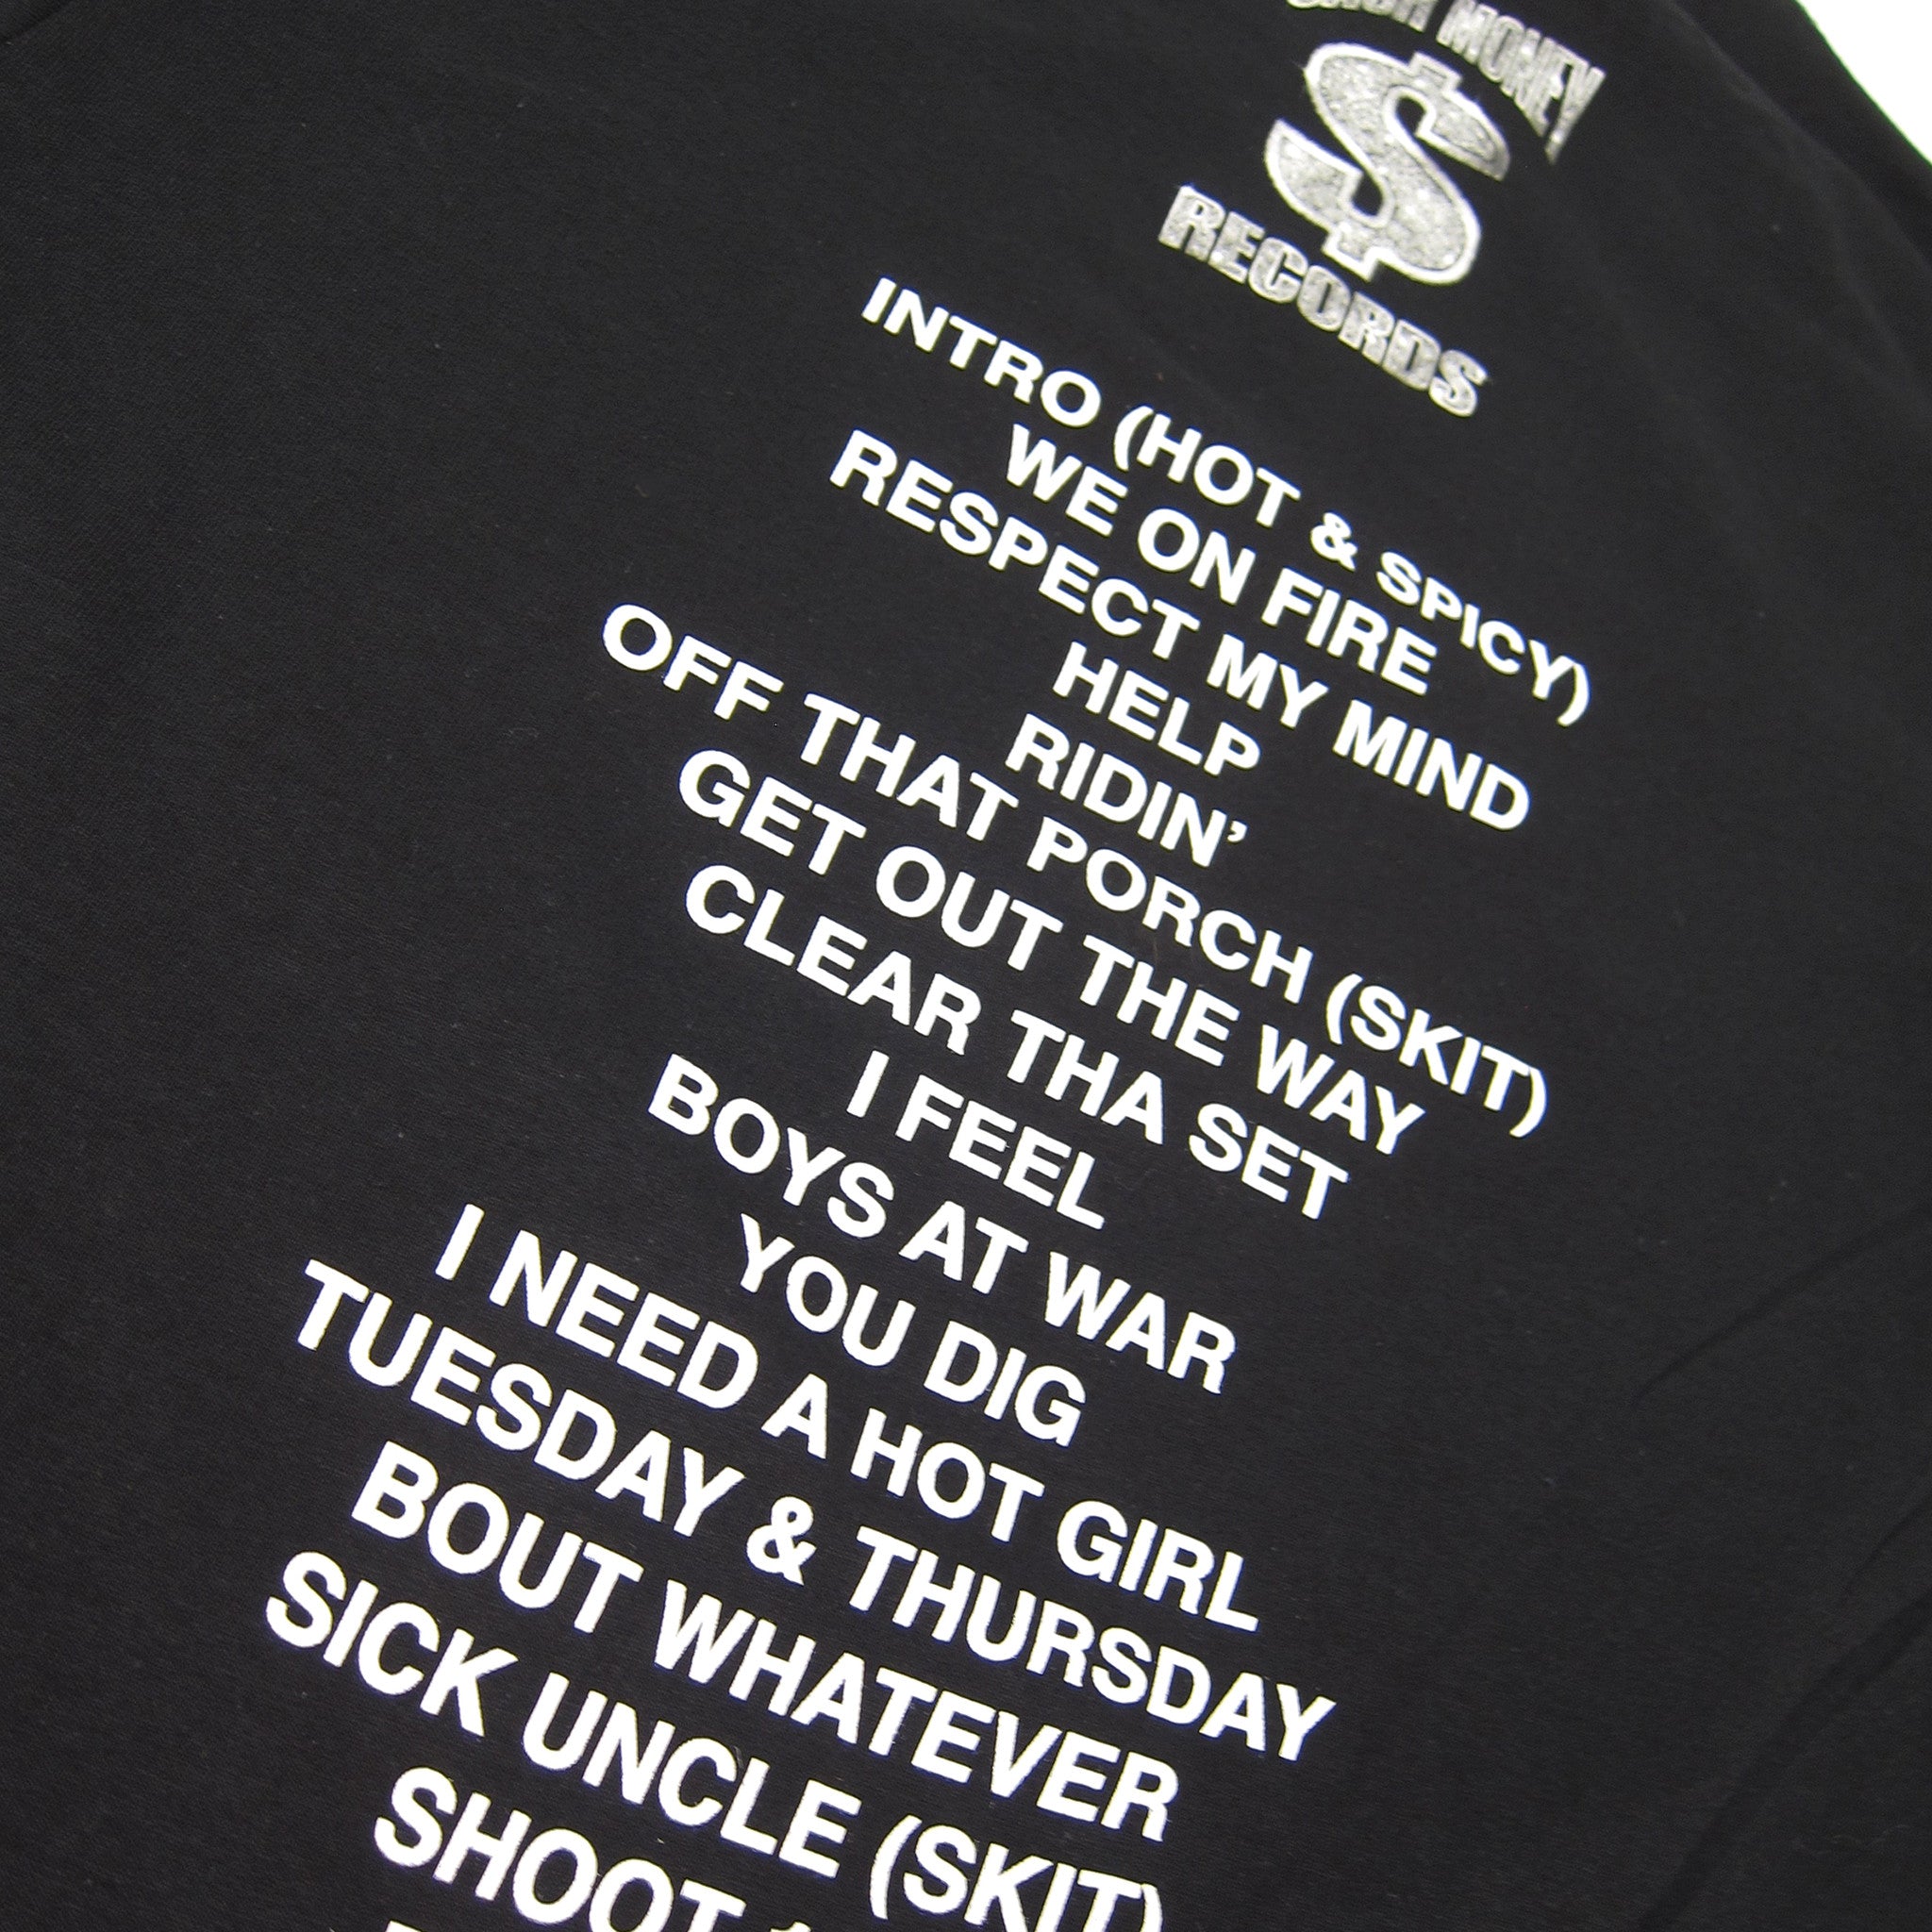 MONEY
$
RECORDS
INTRO (HOT & SPICY)
WE ON FIRE
RESPECT MY MIND
HELP
RIDIN'
OFF THAT PORCH (SKIT)
GET OUT THE WAY
CLEAR THA SET
I FEEL
BOYS AT WAR
YOU DIG
I NEED A HOT GIRL
TUESDAY & THURSDAY
BOUT WHATEVER
SICK UNCLE (SKIT)
SHOOT